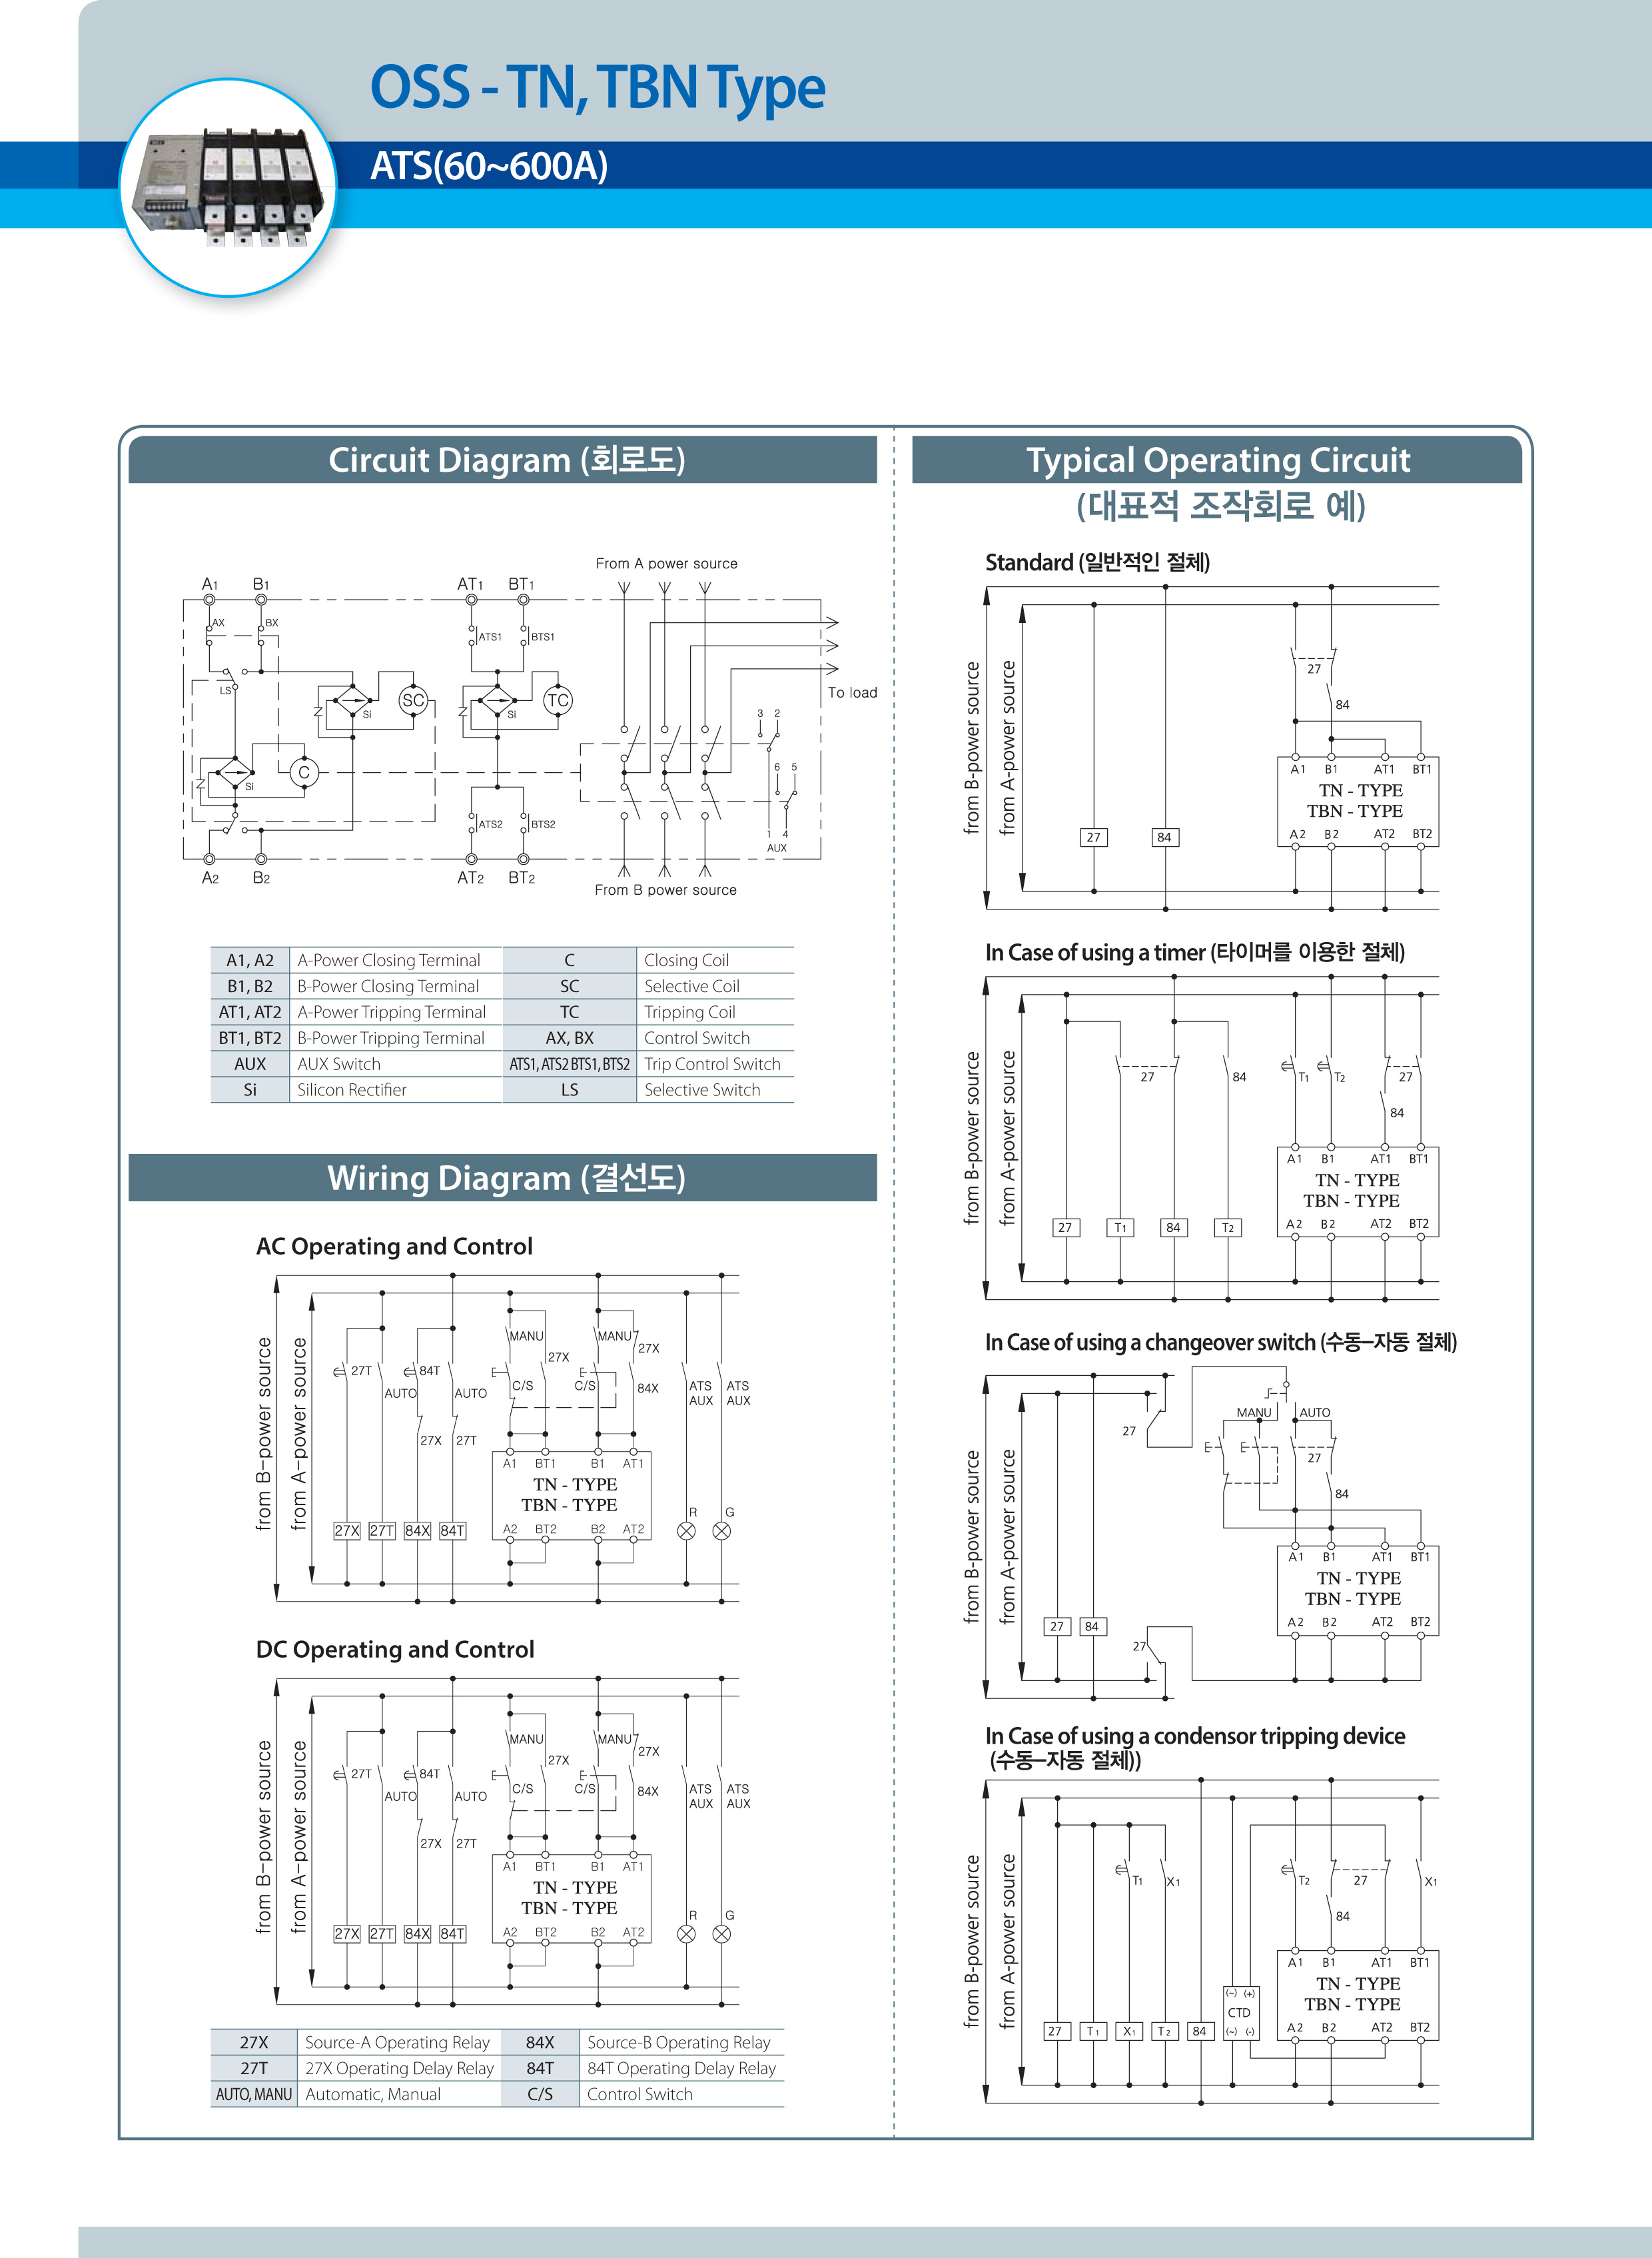 OSS - TN, TBN Type
ATS(60~600A)
Circuit Diagram (회로도)
From A power source
A1 B1 AT1 BT1
AX BX ATS1 BTS1
LS Si SC Si TC
To load
3 2
6 5
Si C
ATS2 BTS2
1 4
AUX
A2 B2 AT2 BT2
From B power source
A1, A2 A-Power Closing Terminal C Closing Coil
B1, B2 B-Power Closing Terminal SC Selective Coil
AT1, AT2 A-Power Tripping Terminal TC Tripping Coil
BT1, BT2 B-Power Tripping Terminal AX, BX Control Switch
AUX AUX Switch ATS1, ATS2 BTS1, BTS2 Trip Control Switch
Si Silicon Rectifier LS Selective Switch
Wiring Diagram (결선도)
AC Operating and Control
from B-power source
from A-power source
MANU MANU 27X
27T 84T 27X
AUTO AUTO C/S C/S 84X ATS ATS
AUX AUX
27X 27T
A1 BT1 B1 AT1
TN - TYPE
TBN - TYPE
R G
27X 27T 84X 84T A2 BT2 B2 AT2
DC Operating and Control
from B-power source
from A-power source
MANU MANU 27X
27T 84T 27X
AUTO AUTO C/S C/S 84X ATS ATS
AUX AUX
27X 27T
A1 BT1 B1 AT1
TN - TYPE
TBN - TYPE
R G
27X 27T 84X 84T A2 BT2 B2 AT2
27X Source-A Operating Relay 84X Source-B Operating Relay
27T 27X Operating Delay Relay 84T 84T Operating Delay Relay
AUTO, MANU Automatic, Manual C/S Control Switch
Typical Operating Circuit
(대표적 조작회로 예)
Standard (일반적인 절체)
from B-power source
from A-power source
27
84
A1 B1 AT1 BT1
TN - TYPE
TBN - TYPE
27 84 A2 B2 AT2 BT2
In Case of using a timer (타이머를 이용한 절체)
from B-power source
from A-power source
27 84 T1 T2 27
84
A1 B1 AT1 BT1
TN - TYPE
TBN - TYPE
27 T1 84 T2 A2 B2 AT2 BT2
In Case of using a changeover switch (수동–자동 절체)
from B-power source
from A-power source
MANU AUTO
27
27
84
A1 B1 AT1 BT1
TN - TYPE
TBN - TYPE
27 84 A2 B2 AT2 BT2
27
In Case of using a condensor tripping device
(수동–자동 절체))
from B-power source
from A-power source
T1 X1 T2 27 X1
84
A1 B1 AT1 BT1
TN - TYPE
TBN - TYPE
(~) (+)
CTD
(~) (-)
27 T1 X1 T2 84 A2 B2 AT2 BT2